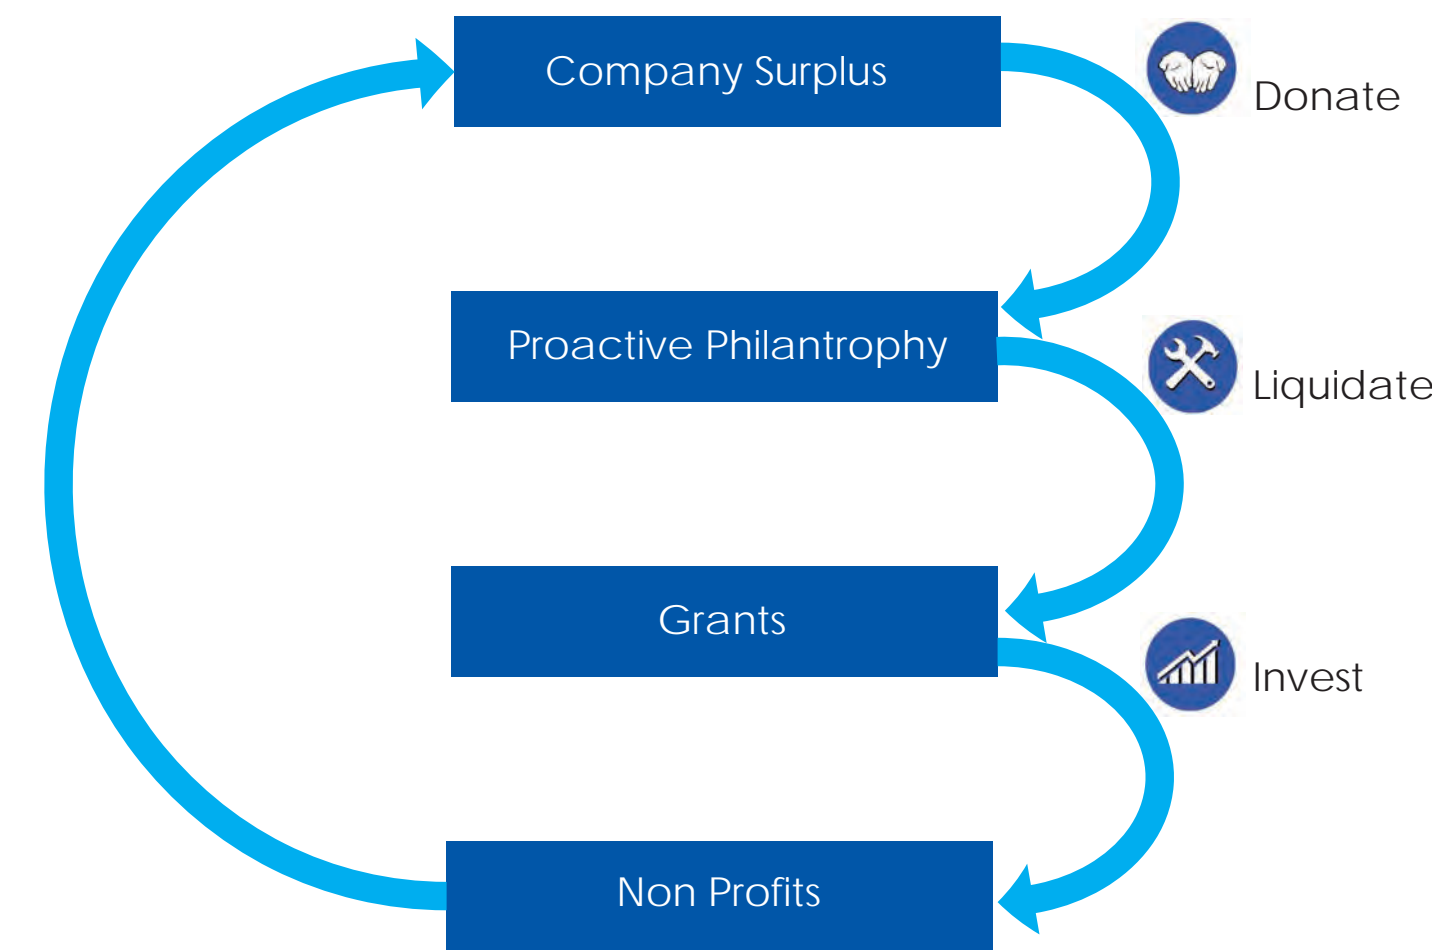 Company Surplus
Donate
Proactive Philantrophy
Liquidate
Grants
Invest
Non Profits